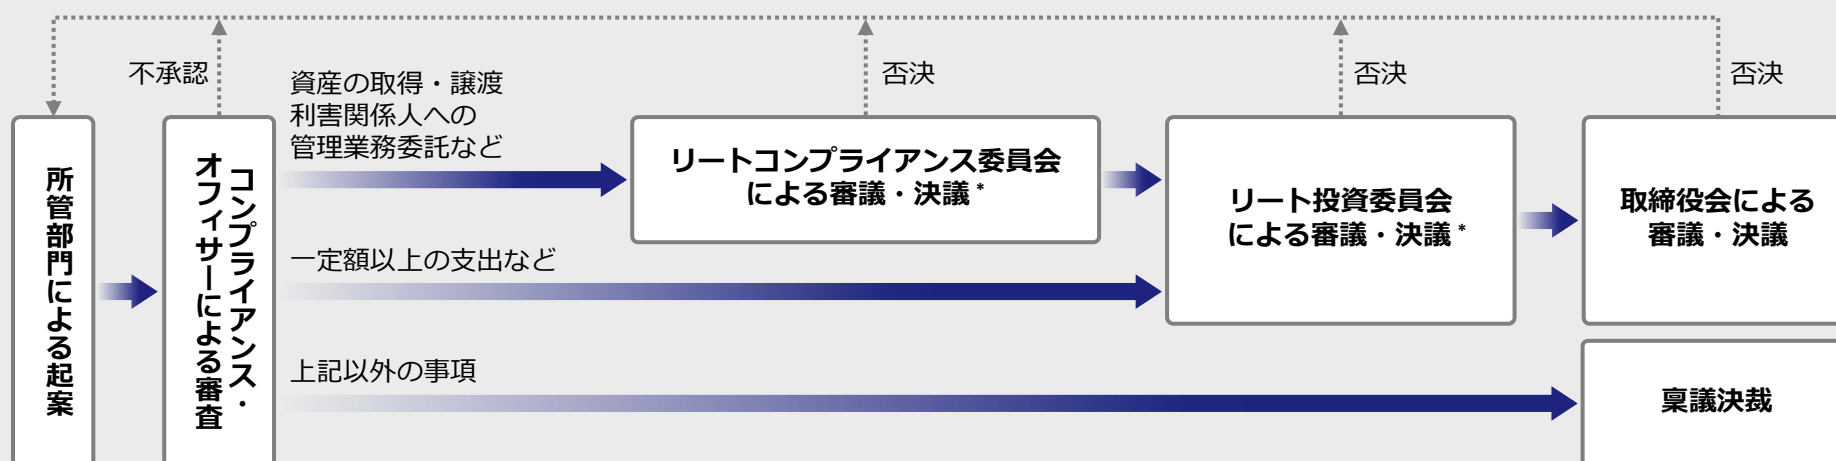 不承認
否決
否決
否決
所管部門による起案
コンプライアンス・
オフィサーによる審査
資産の取得・譲渡
利害関係人への
管理業務委託など
リートコンプライアンス委員会
による審議・決議*
リート投資委員会
による審議・決議*
取締役会による
審議・決議
一定額以上の支出など
上記以外の事項
稟議決裁